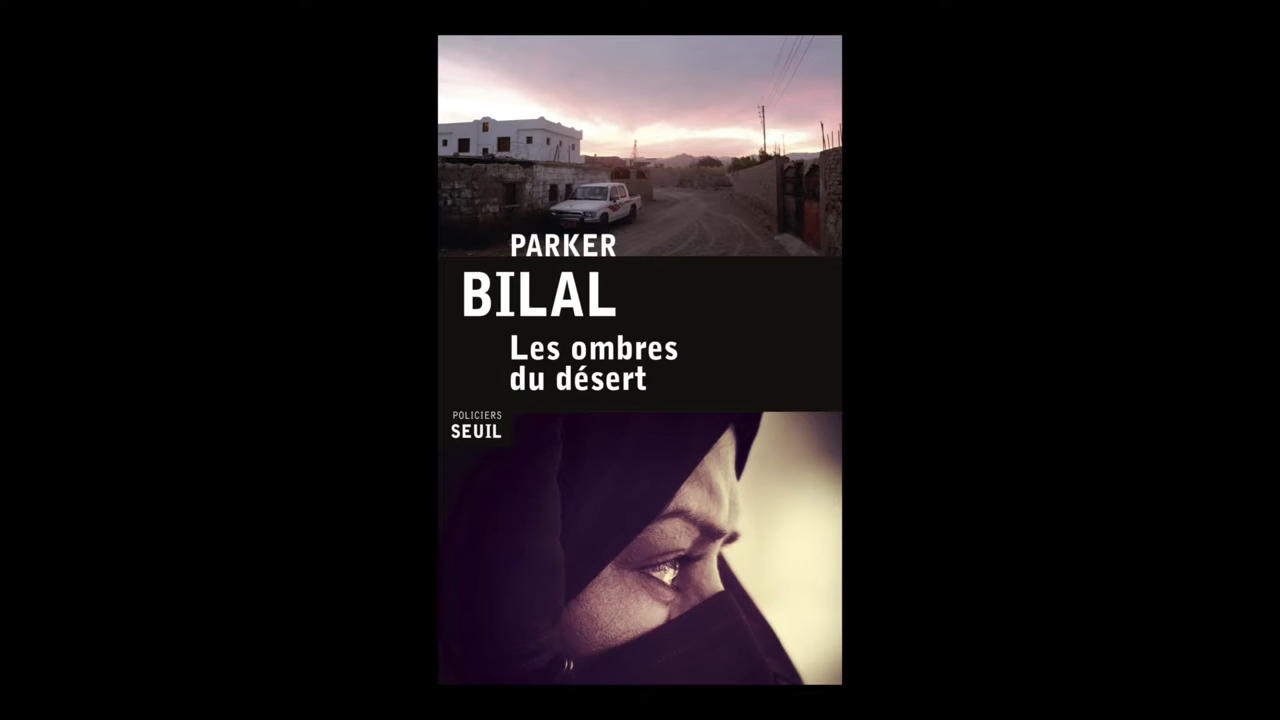 PARKER
BILAL
Les ombres
du désert
POLICIERS
SEUIL